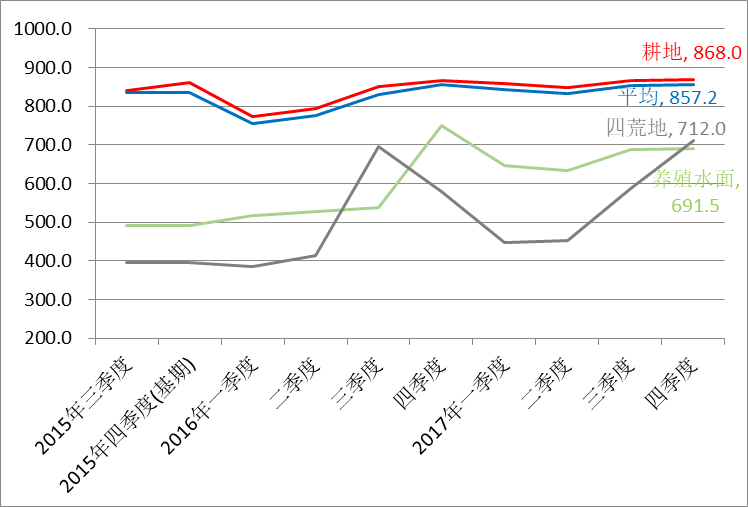 1000.0
900.0
800.0
700.0
600.0
500.0
400.0
300.0
200.0
耕地, 868.0
平均, 857.2
四荒地, 712.0
养殖水面,
691.5
2015年三季度
2015年四季度(基期)
2016年一季度
二季度
三季度
四季度
2017年一季度
二季度
三季度
四季度